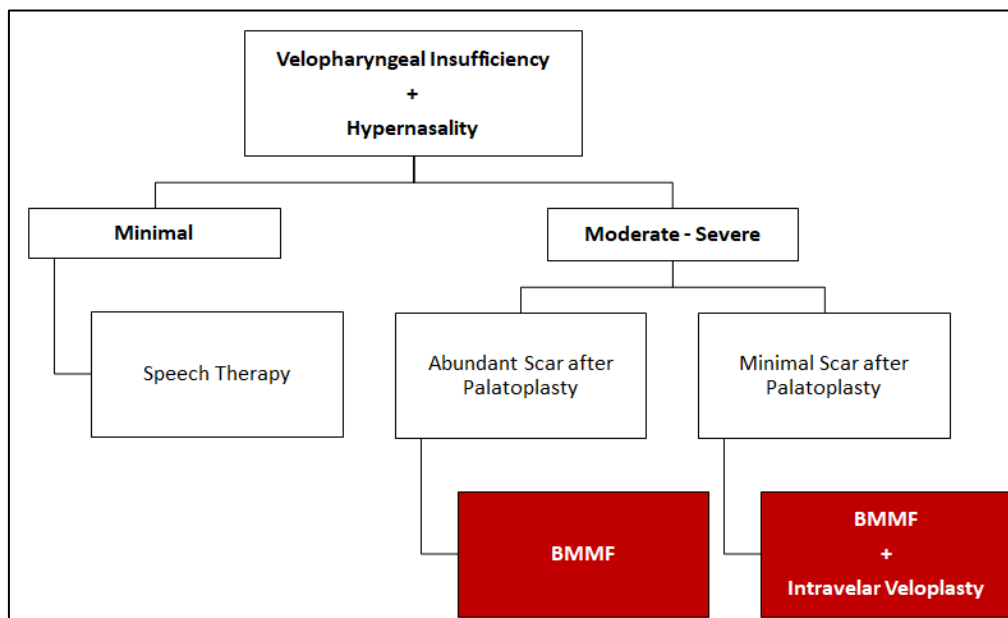 Velopharyngeal Insufficiency
+
Hypernasality
Minimal
Moderate - Severe
Speech Therapy
Abundant Scar after
Palatoplasty
Minimal Scar after
Palatoplasty
BMMF
BMMF
+
Intravelar Veloplasty